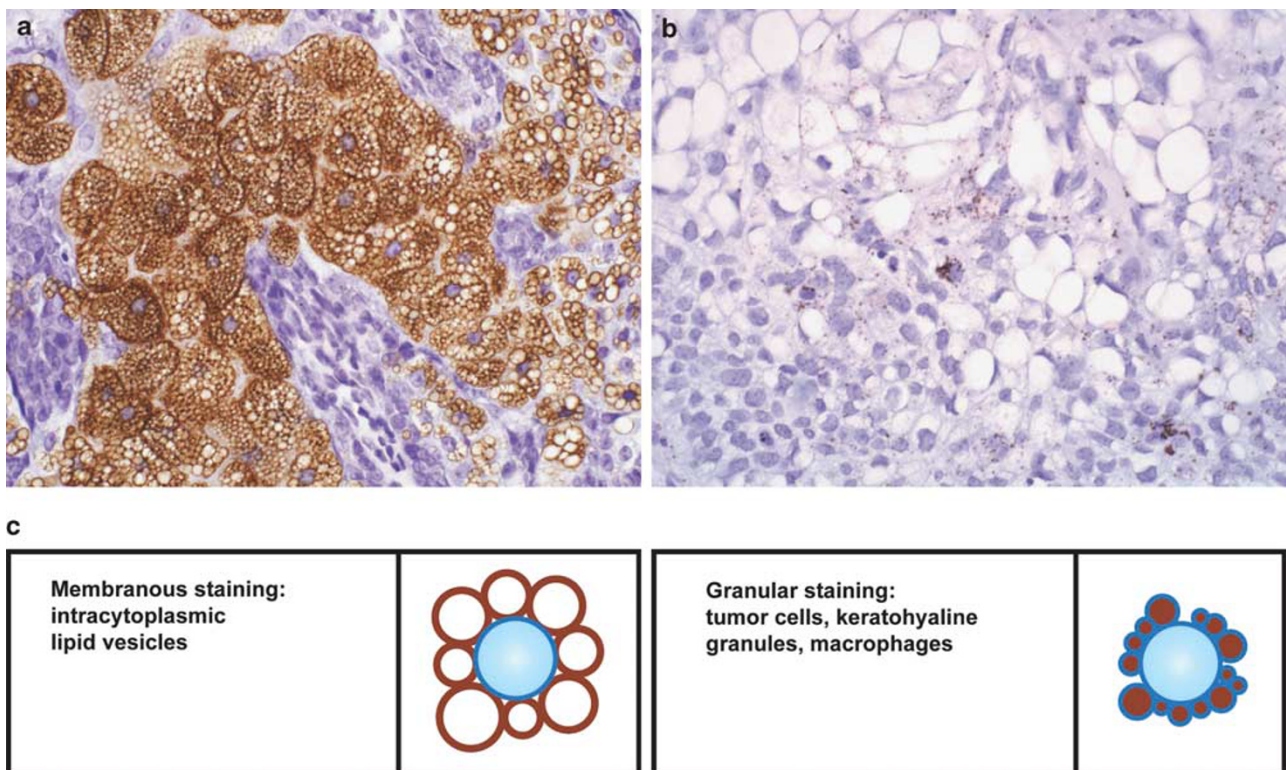 a
b
c
Membranous staining:
intracytoplasmic
lipid vesicles
Granular staining:
tumor cells, keratohyaline
granules, macrophages